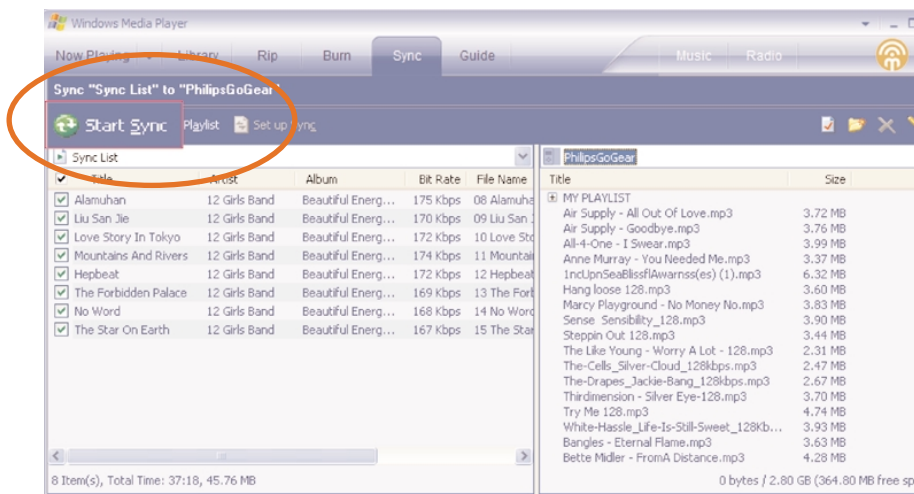 Windows Media Player
Now Playing Library Rip Burn Sync Guide Music Radio
Sync "Sync List" to "PhilipsGoGear"
Start Sync Playlist Set up Sync
Sync List
Title Artist Album Bit Rate File Name
Alamuhan 12 Girls Band Beautiful Energ... 175 Kbps 08 Alamuha
Liu San Jie 12 Girls Band Beautiful Energ... 170 Kbps 09 Liu San
Love Story In Tokyo 12 Girls Band Beautiful Energ... 172 Kbps 10 Love Sto
Mountains And Rivers 12 Girls Band Beautiful Energ... 174 Kbps 11 Mountai
Hepbeat 12 Girls Band Beautiful Energ... 172 Kbps 12 Hepbeat
The Forbidden Palace 12 Girls Band Beautiful Energ... 169 Kbps 13 The Forb
No Word 12 Girls Band Beautiful Energ... 168 Kbps 14 No Word
The Star On Earth 12 Girls Band Beautiful Energ... 167 Kbps 15 The Star
8 Item(s), Total Time: 37:18, 45.76 MB
PhilipsGoGear
Title Size
MY PLAYLIST
Air Supply - All Out Of Love.mp3 3.72 MB
Air Supply - Goodbye.mp3 3.76 MB
All-4-One - I Swear.mp3 3.99 MB
Anne Murray - You Needed Me.mp3 3.37 MB
1ncUpnSeaBlissflAwarnss(es) (1).mp3 6.32 MB
Hang loose 128.mp3 3.60 MB
Marcy Playground - No Money No.mp3 3.83 MB
Sense Sensibility_128.mp3 3.90 MB
Steppin Out 128.mp3 3.44 MB
The Like Young - Worry A Lot - 128.mp3 2.31 MB
The-Cells_Silver-Cloud_128kbps.mp3 2.47 MB
The-Drapes_Jackie-Bang_128kbps.mp3 2.67 MB
Thirdimension - Silver Eye-128.mp3 3.70 MB
Try Me 128.mp3 4.74 MB
White-Hassle_Life-Is-Still-Sweet_128Kb... 3.93 MB
Bangles - Eternal Flame.mp3 3.63 MB
Bette Midler - FromA Distance.mp3 4.28 MB
0 bytes / 2.80 GB (364.80 MB free sp